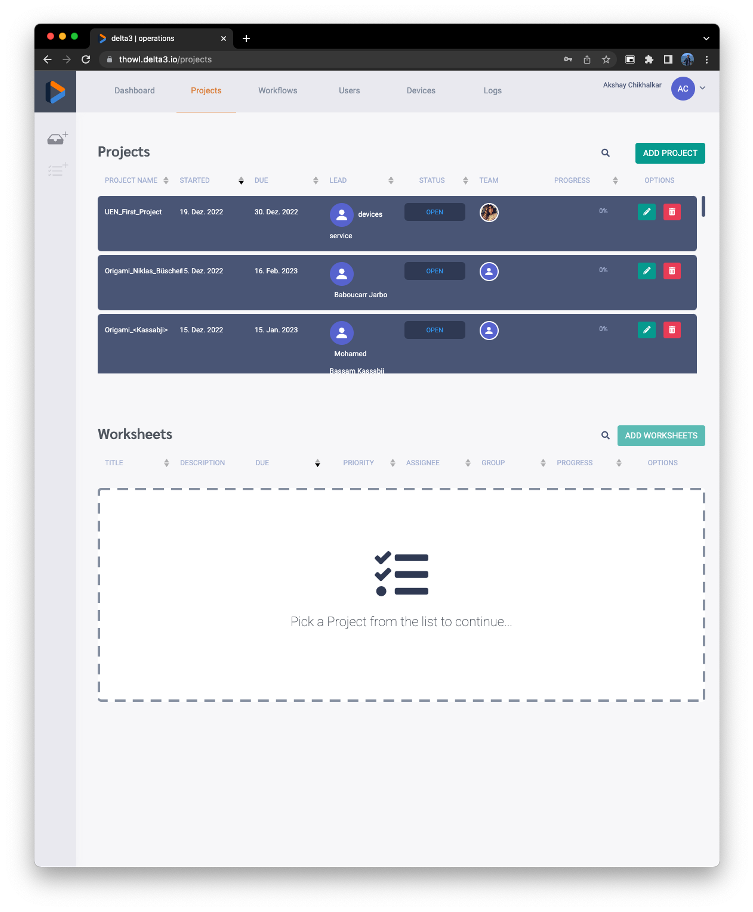 delta3 | operations
thowl.delta3.io/projects
Dashboard Projects Workflows Users Devices Logs Akshay Chikhalkar AC
Projects ADD PROJECT
PROJECT NAME STARTED DUE LEAD STATUS TEAM PROGRESS OPTIONS
UEN_First_Project 19. Dez. 2022 30. Dez. 2022 devices OPEN 0%
service
Origami_Niklas_Büscher 15. Dez. 2022 16. Feb. 2023 OPEN 0%
Baboucarr Jarbo
Origami_<Kassabji> 15. Dez. 2022 15. Jan. 2023 OPEN 0%
Mohamed
Bassam Kassabji
Worksheets ADD WORKSHEETS
TITLE DESCRIPTION DUE PRIORITY ASSIGNEE GROUP PROGRESS OPTIONS
Pick a Project from the list to continue...